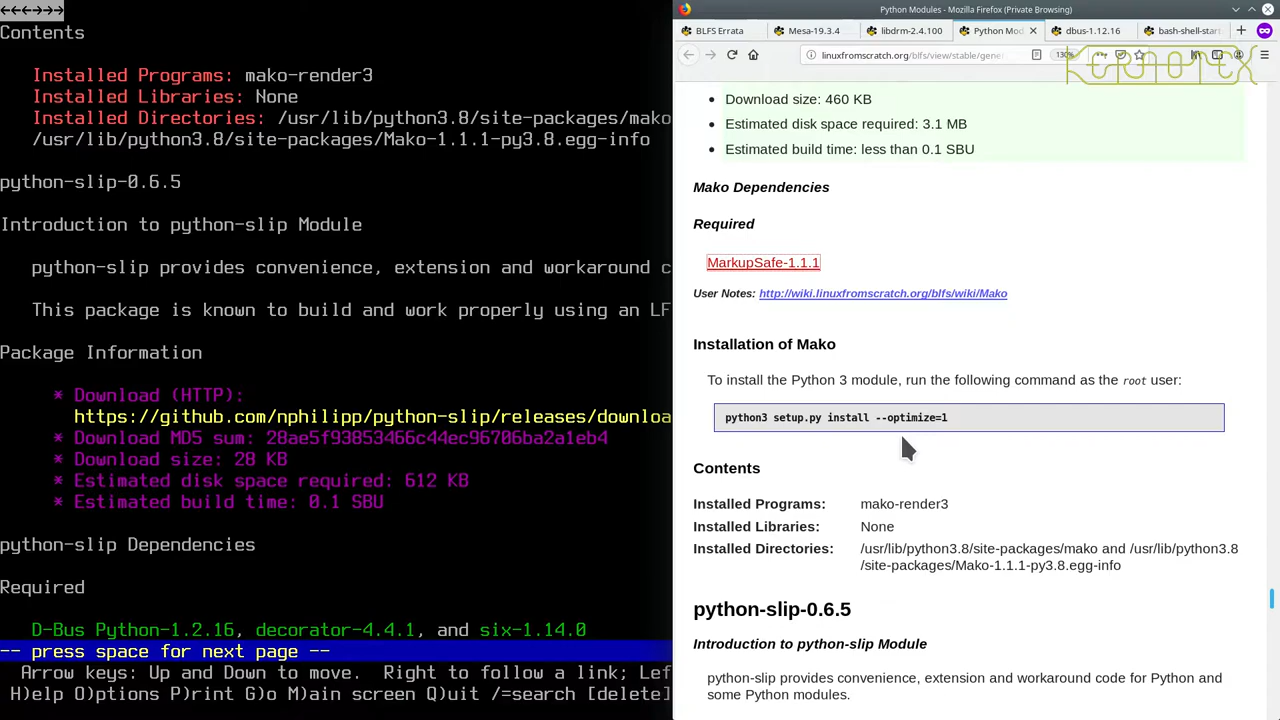 ←←←→→→
Contents
Installed Programs: mako-render3
Installed Libraries: None
Installed Directories: /usr/lib/python3.8/site-packages/mako
/usr/lib/python3.8/site-packages/Mako-1.1.1-py3.8.egg-info
python-slip-0.6.5
Introduction to python-slip Module
python-slip provides convenience, extension and workaround c
This package is known to build and work properly using an LF
Package Information
* Download (HTTP):
https://github.com/nphilipp/python-slip/releases/downloa
* Download MD5 sum: 28ae5f93853466c44ec96706ba2a1eb4
* Download size: 28 KB
* Estimated disk space required: 612 KB
* Estimated build time: 0.1 SBU
python-slip Dependencies
Required
D-Bus Python-1.2.16, decorator-4.4.1, and six-1.14.0
-- press space for next page --
Arrow keys: Up and Down to move.  Right to follow a link; Lef
H)elp O)ptions P)rint G)o M)ain screen Q)uit /=search [delete]
Python Modules - Mozilla Firefox (Private Browsing)
BLFS Errata
Mesa-19.3.4
libdrm-2.4.100
Python Mod
dbus-1.12.16
bash-shell-start
linuxfromscratch.org/blfs/view/stable/gene
130%
KERNOTEX
• Download size: 460 KB
• Estimated disk space required: 3.1 MB
• Estimated build time: less than 0.1 SBU
Mako Dependencies
Required
MarkupSafe-1.1.1
User Notes: http://wiki.linuxfromscratch.org/blfs/wiki/Mako
Installation of Mako
To install the Python 3 module, run the following command as the root user:
python3 setup.py install --optimize=1
Contents
Installed Programs: mako-render3
Installed Libraries: None
Installed Directories: /usr/lib/python3.8/site-packages/mako and /usr/lib/python3.8
/site-packages/Mako-1.1.1-py3.8.egg-info
python-slip-0.6.5
Introduction to python-slip Module
python-slip provides convenience, extension and workaround code for Python and
some Python modules.